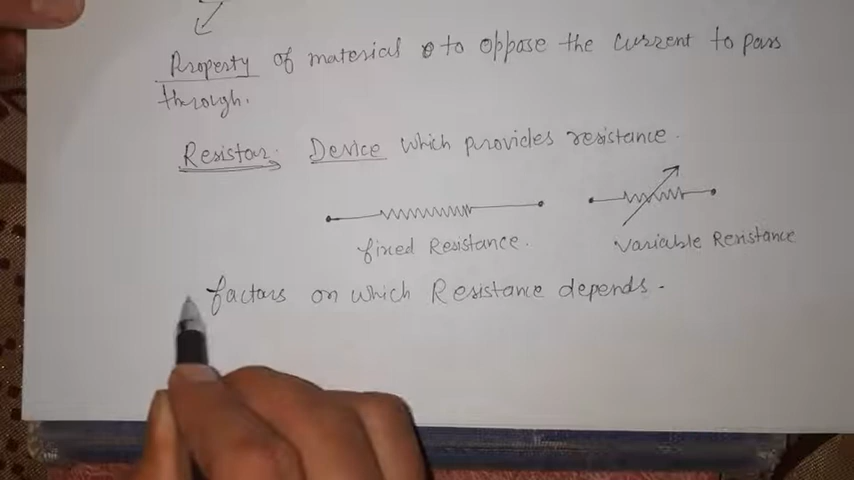 Property of material to oppose the current to pass
through.
Resistor. Device which provides resistance.
fixed Resistance.
Variable Resistance
factors on which Resistance depends.